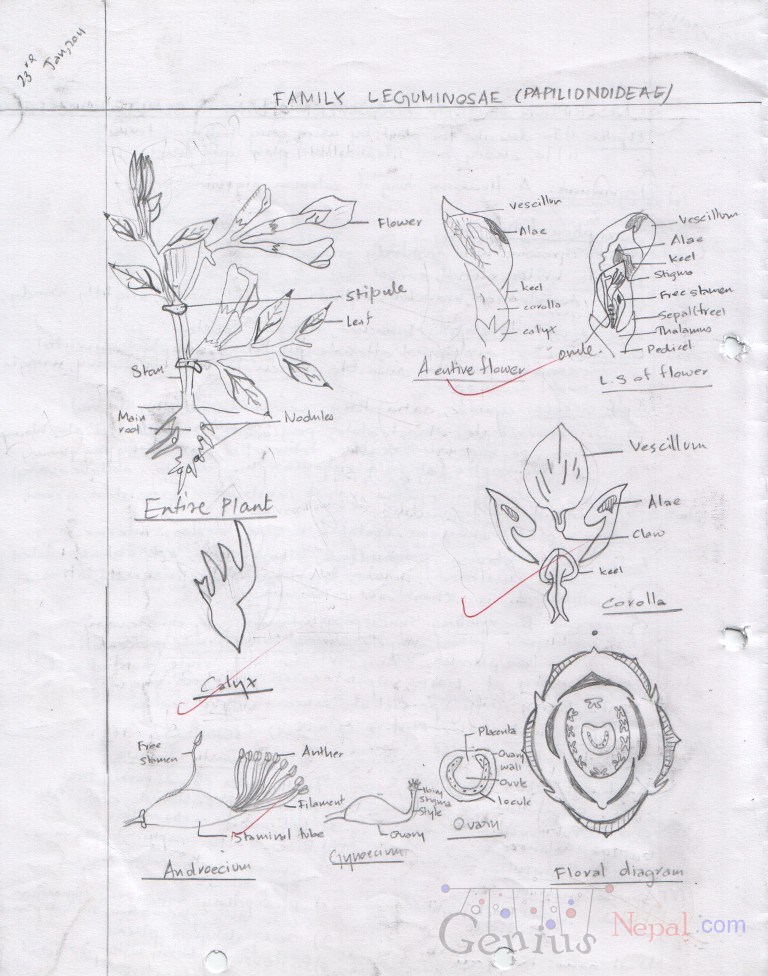 23rd Jan, 2011
FAMILY LEGUMINOSAE (PAPILIONOIDEAE)
Flower
stipule
Leaf
Stem
Main root
Nodules
Entire Plant
vescillum
Alae
keel
corolla
calyx
A entire flower
Vescillum
Alae
keel
Stigma
Free stamen
Sepal(free)
Thalamus
Pedicel
ovule
L.S of flower
Vescillum
Alae
Claw
keel
Corolla
Calyx
Free stamen
Anther
Filament
Staminal tube
Androecium
Hairy stigma
Style
Ovary
Gynoecium
Placenta
Ovary wall
Ovule
locule
Ovary
Floral diagram
Genius Nepal.com